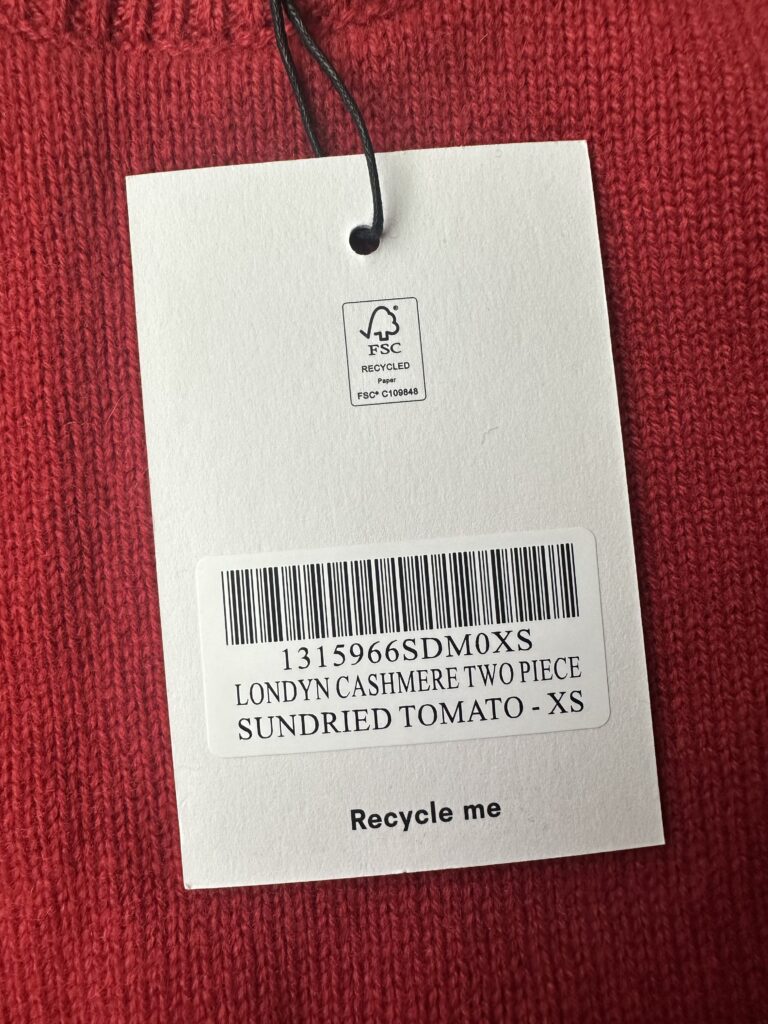 FSC®
RECYCLED
Paper
FSC® C109848
1315966SDM0XS
LONDYN CASHMERE TWO PIECE
SUNDRIED TOMATO - XS
Recycle me